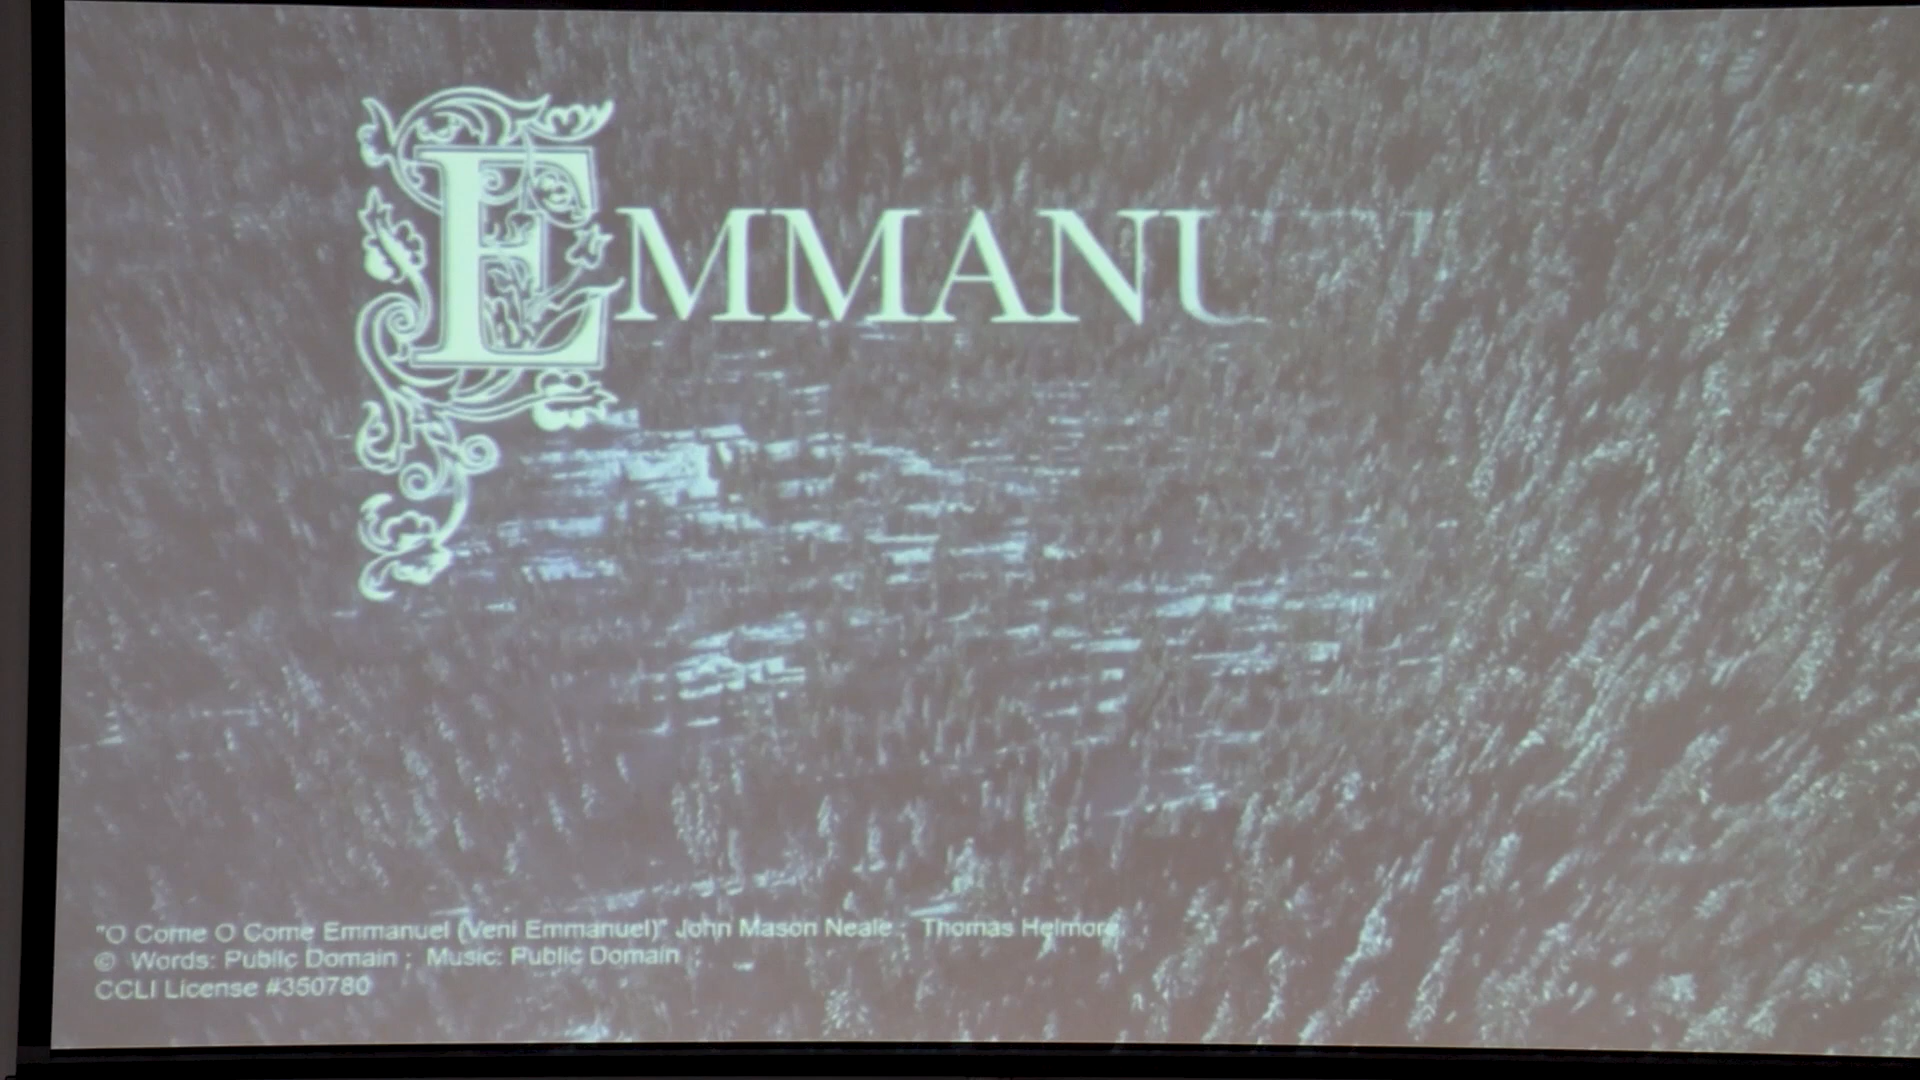 EMMANU
"O Come O Come Emmanuel (Veni Emmanuel)" John Mason Neale ; Thomas Helmore
© Words: Public Domain ; Music: Public Domain ;
CCLI License #350780